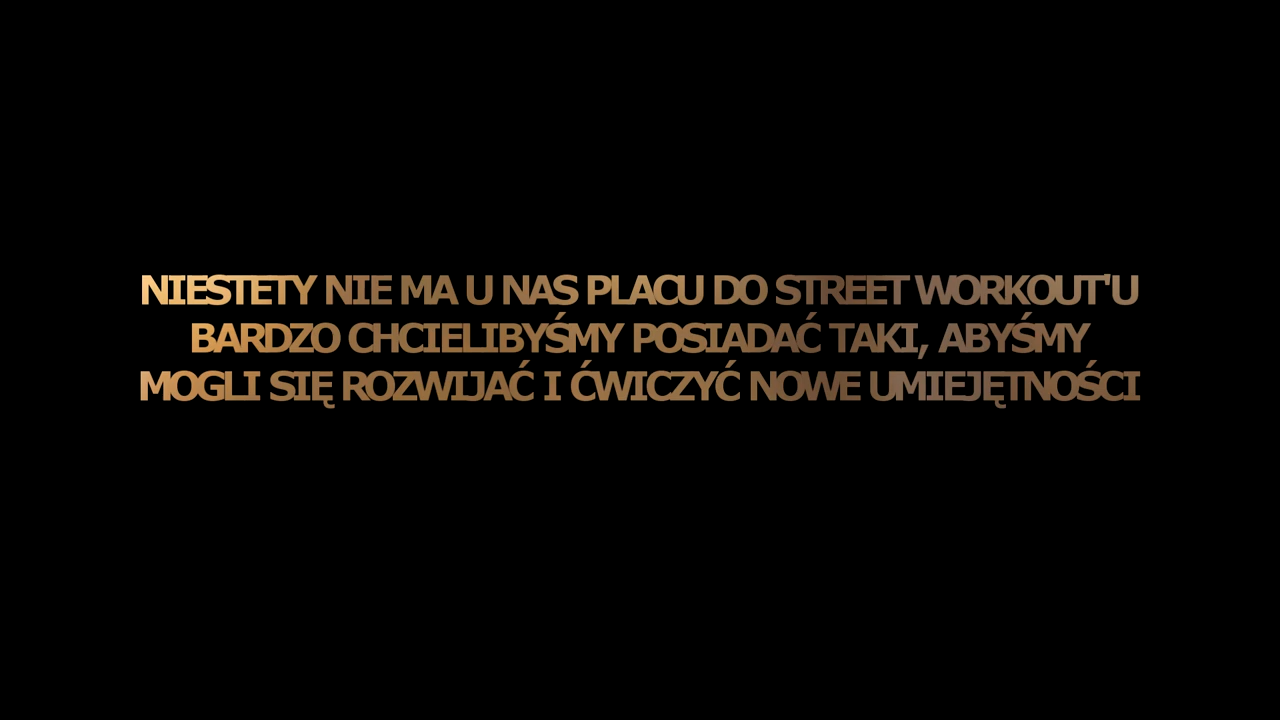 NIESTETY NIE MA U NAS PLACU DO STREET WORKOUT'U
BARDZO CHCIELIBYŚMY POSIADAĆ TAKI, ABYŚMY
MOGLI SIĘ ROZWIJAĆ I ĆWICZYĆ NOWE UMIEJĘTNOŚCI